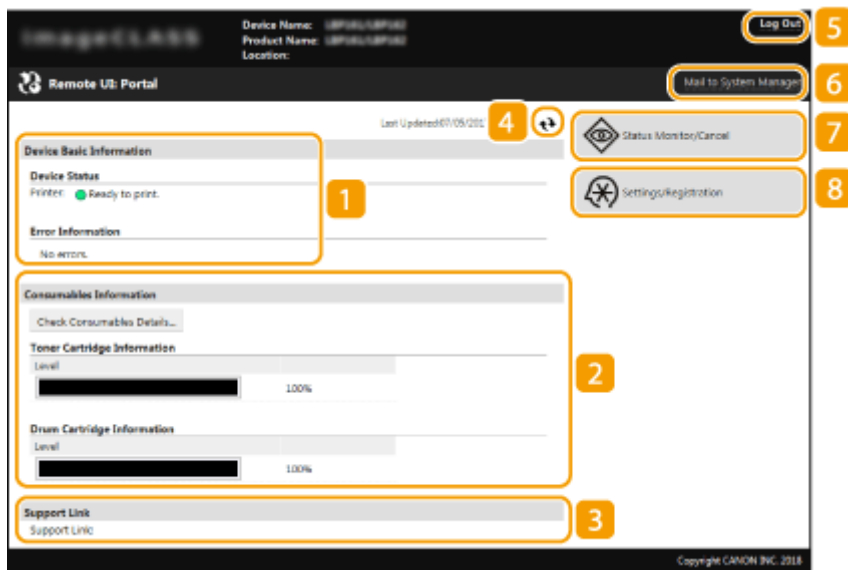 Device Name:
Log Out
5
Product Name:
Location:
Remote UI: Portal
Mail to System Manager
6
Last Updated:07/05/201
4
Status Monitor/Cancel
7
Device Basic Information
Device Status
Printer: Ready to print.
1
Settings/Registration
8
Error Information
No errors.
Consumables Information
Check Consumables Details...
Toner Cartridge Information
Level
100%
2
Drum Cartridge Information
Level
100%
Support Link
3
Support Link:
Copyright CANON INC. 2018